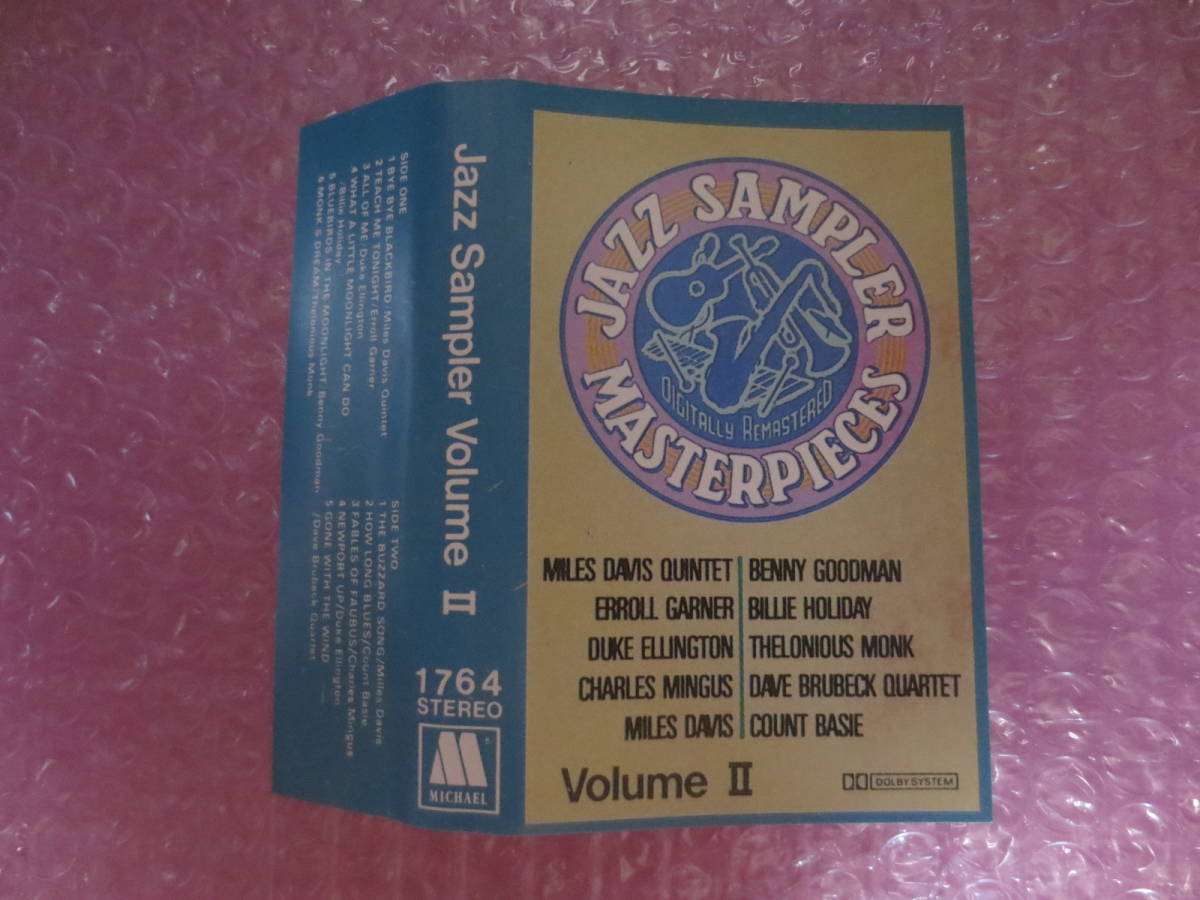 SIDE ONE
1 BYE BYE BLACKBIRD/Miles Davis Quintet
2 TEACH ME TONIGHT/Erroll Garner
3 ALL OF ME/Duke Ellington
4 WHAT A LITTLE MOONLIGHT CAN DO
/Billie Holiday
5 BLUEBIRDS IN THE MOONLIGHT/Benny Goodman
6 MONK'S DREAM/Thelonious Monk
SIDE TWO
1 THE BUZZARD SONG/Milles Davis
2 HOW LONG BLUES/Count Basie
3 FABLES OF FAUBUS/Charles Mingus
4 NEWPORT UP/Duke Ellington
5 GONE WITH THE WIND
/Dave Brubeck Quartet
Jazz Sampler Volume II
1764
STEREO
MICHAEL
JAZZ SAMPLER
MASTERPIECES
DIGITALLY REMASTERED
MILES DAVIS QUINTET BENNY GOODMAN
ERROLL GARNER BILLIE HOLIDAY
DUKE ELLINGTON THELONIOUS MONK
CHARLES MINGUS DAVE BRUBECK QUARTET
MILES DAVIS COUNT BASIE
Volume II
DOLBY SYSTEM